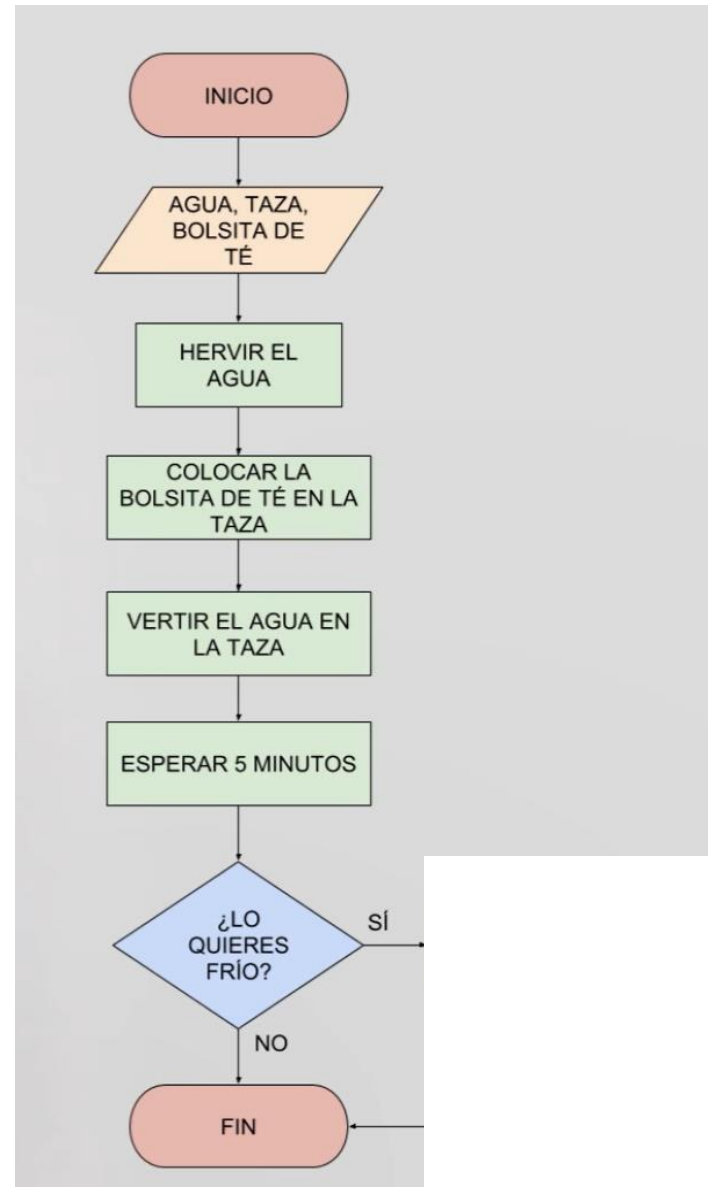 INICIO
AGUA, TAZA,
BOLSITA DE
TÉ
HERVIR EL
AGUA
COLOCAR LA
BOLSITA DE TÉ EN LA
TAZA
VERTIR EL AGUA EN
LA TAZA
ESPERAR 5 MINUTOS
¿LO
QUIERES
FRÍO?
SÍ
NO
FIN